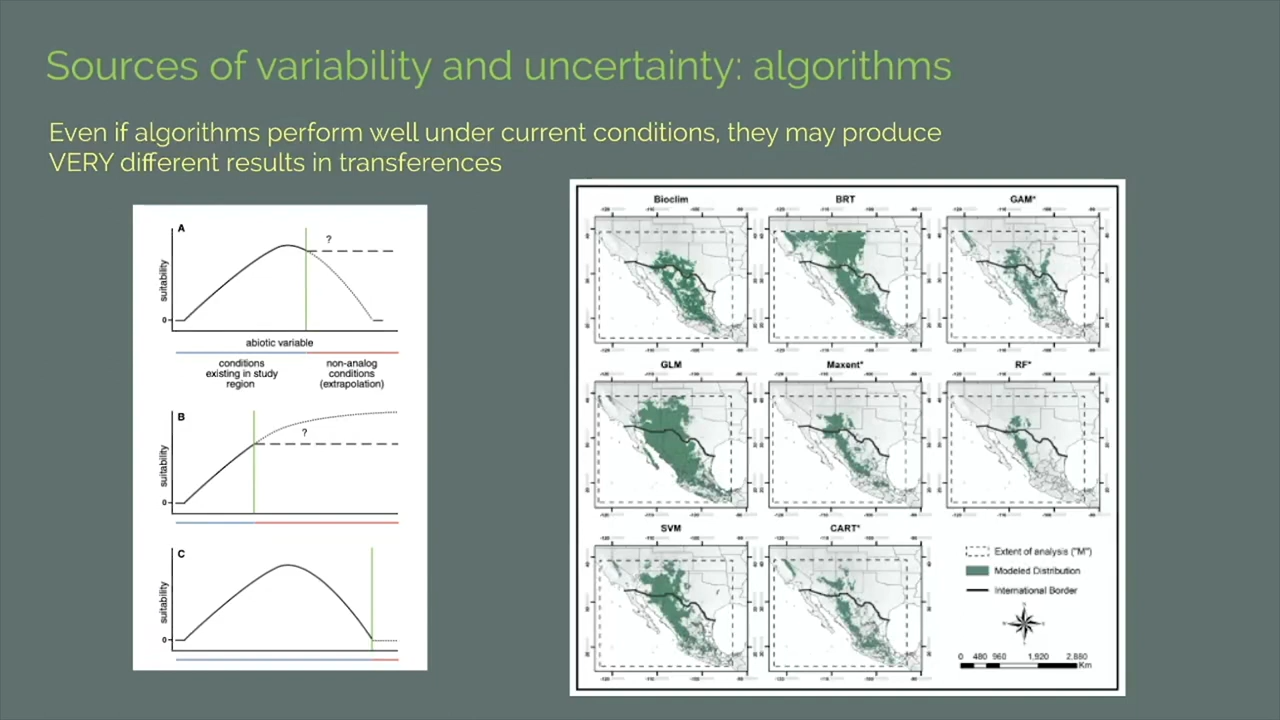 Sources of variability and uncertainty: algorithms
Even if algorithms perform well under current conditions, they may produce
VERY different results in transferences
A
?
suitability
0
abiotic variable
conditions
existing in study
region
non-analog
conditions
(extrapolation)
B
?
suitability
0
C
suitability
0
Bioclim
BRT
GAM*
GLM
Maxent*
RF*
SVM
CART*
Extent of analysis ("M")
Modeled Distribution
International Border
0 480 960 1,920 2,880
Km